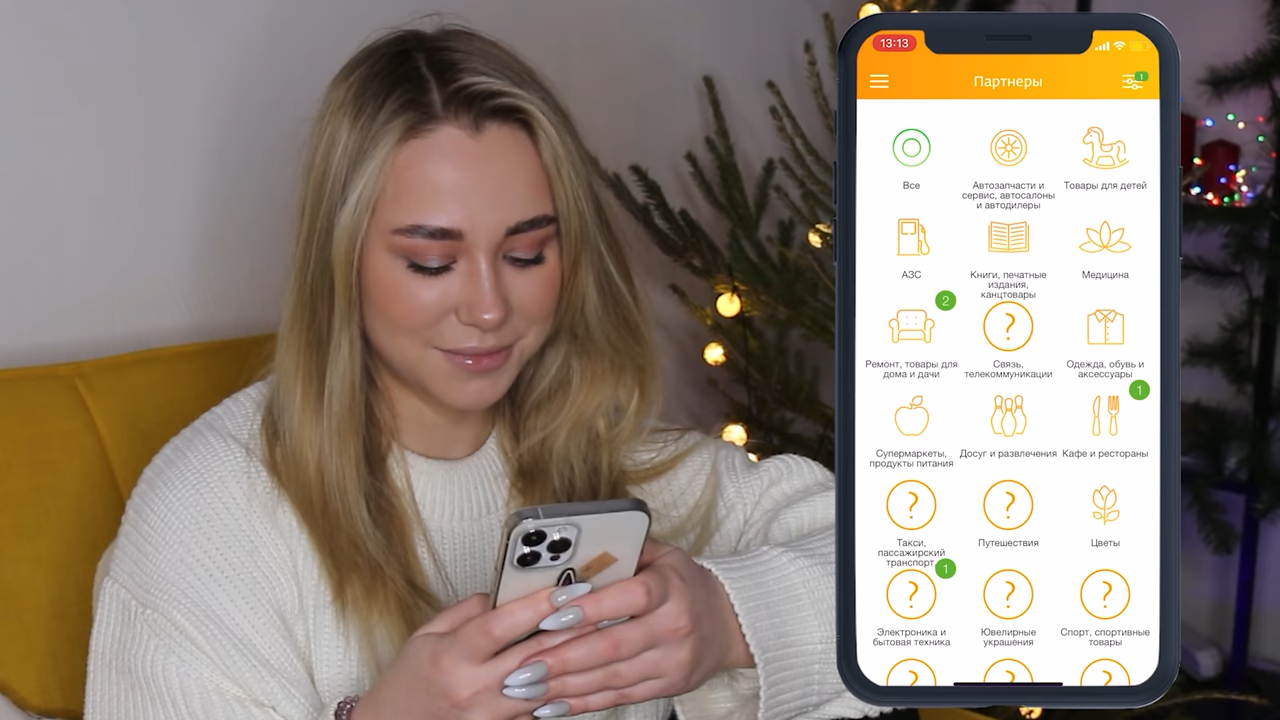 13:13
Партнеры
1
Все
Автозапчасти и
сервис, автосалоны
и автодилеры
Товары для детей
АЗС
Книги, печатные
издания,
канцтовары
Медицина
2
Ремонт, товары для
дома и дачи
?
Связь,
телекоммуникации
Одежда, обувь и
аксессуары
Супермаркеты,
продукты питания
Досуг и развлечения
1
Кафе и рестораны
?
Такси,
пассажирский
транспорт,
?
Путешествия
Цветы
1
?
Электроника и
бытовая техника
?
Ювелирные
украшения
?
Спорт, спортивные
товары